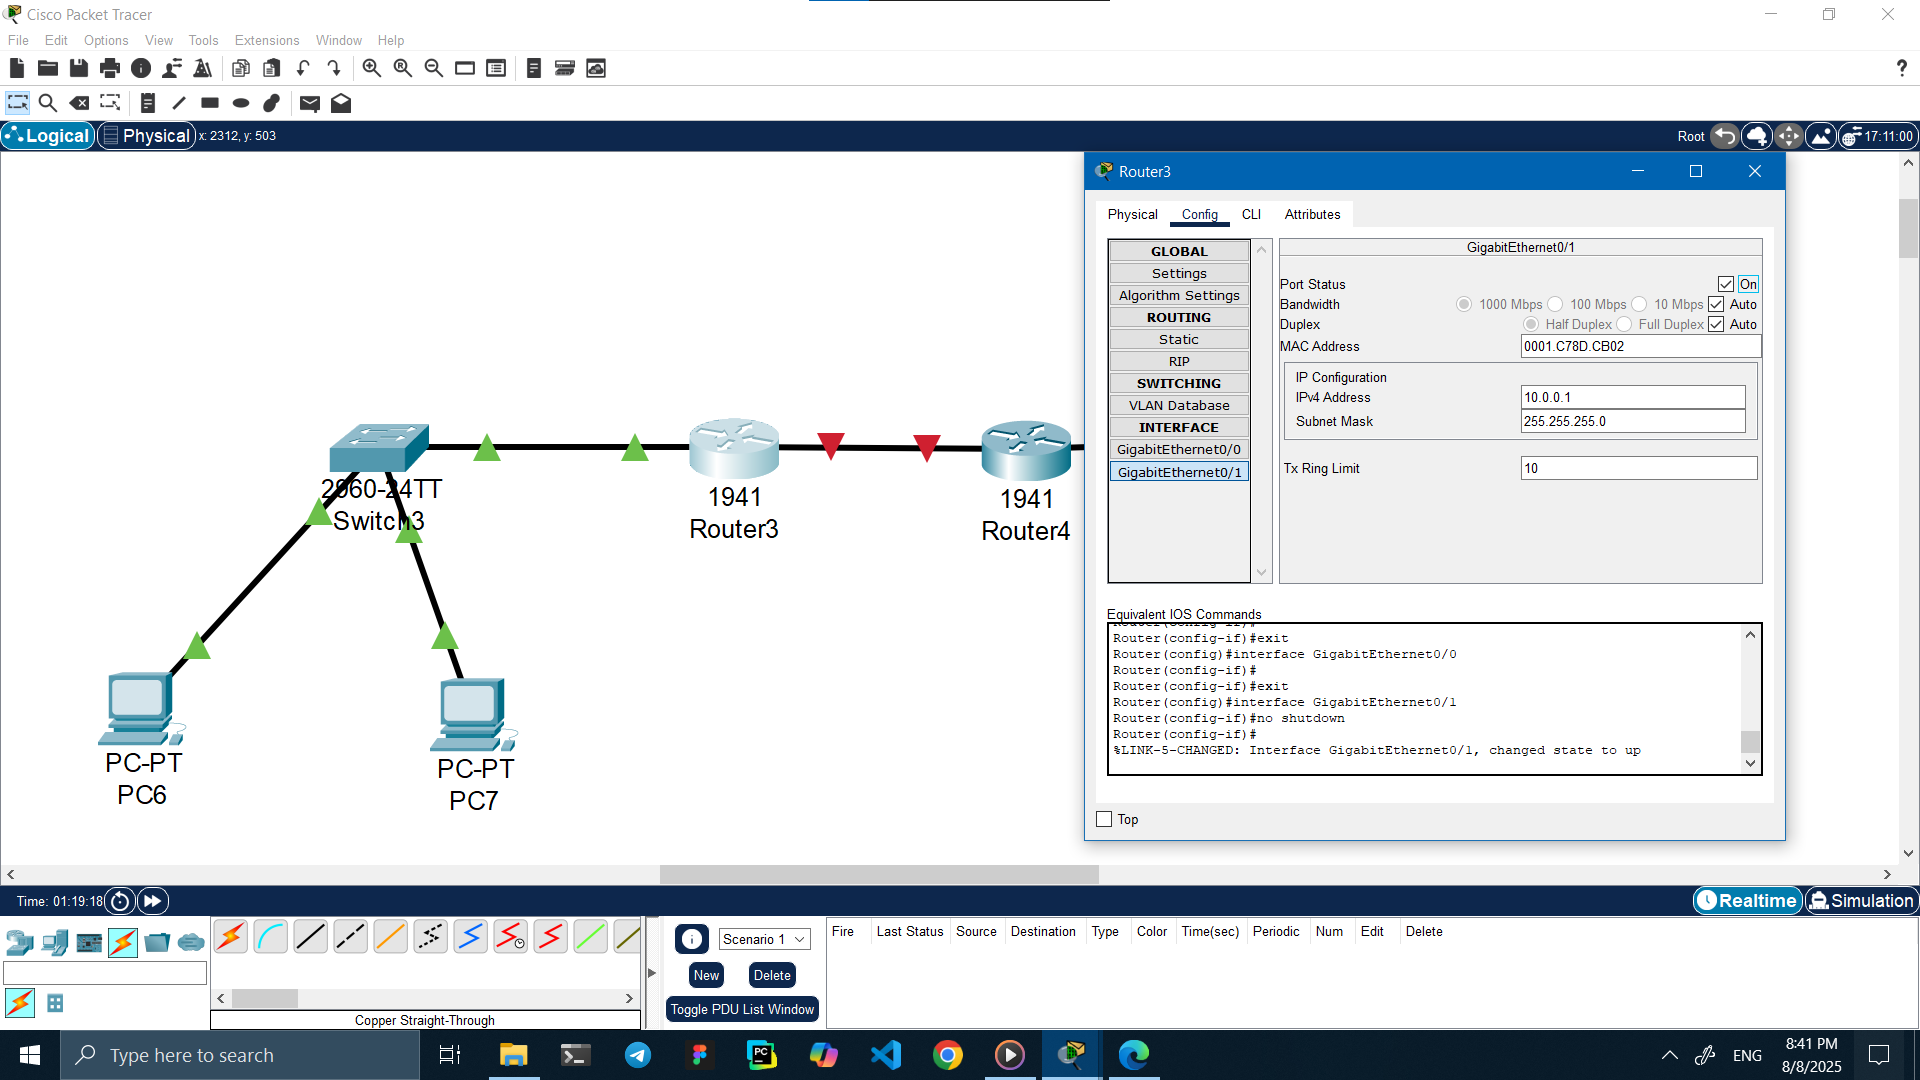 Cisco Packet Tracer
File Edit Options View Tools Extensions Window Help
Logical Physical x: 2312, y: 503
Root 17:11:00
2960-24TT
Switch3
1941
Router3
1941
Router4
PC-PT
PC6
PC-PT
PC7
Router3
Physical Config CLI Attributes
GLOBAL
Settings
Algorithm Settings
ROUTING
Static
RIP
SWITCHING
VLAN Database
INTERFACE
GigabitEthernet0/0
GigabitEthernet0/1
GigabitEthernet0/1
Port Status On
Bandwidth 1000 Mbps 100 Mbps 10 Mbps Auto
Duplex Half Duplex Full Duplex Auto
MAC Address 0001.C78D.CB02
IP Configuration
IPv4 Address 10.0.0.1
Subnet Mask 255.255.255.0
Tx Ring Limit 10
Equivalent IOS Commands
Router(config-if)#
Router(config-if)#exit
Router(config)#interface GigabitEthernet0/0
Router(config-if)#
Router(config-if)#exit
Router(config)#interface GigabitEthernet0/1
Router(config-if)#no shutdown
Router(config-if)#
%LINK-5-CHANGED: Interface GigabitEthernet0/1, changed state to up
Top
Time: 01:19:18
Realtime Simulation
Scenario 1
New Delete
Toggle PDU List Window
Fire Last Status Source Destination Type Color Time(sec) Periodic Num Edit Delete
Copper Straight-Through
Type here to search
PC
ENG
8:41 PM
8/8/2025